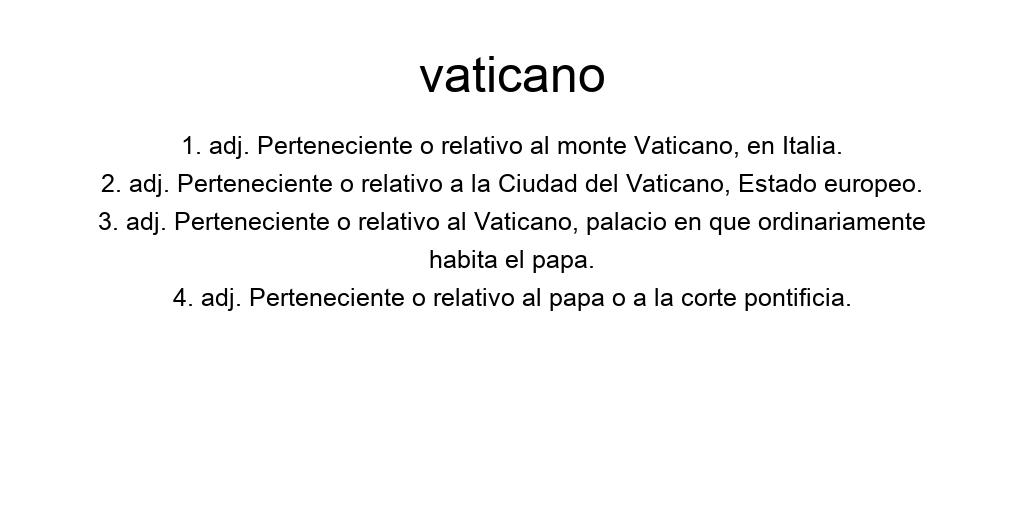 vaticano
1. adj. Perteneciente o relativo al monte Vaticano, en Italia.
2. adj. Perteneciente o relativo a la Ciudad del Vaticano, Estado europeo.
3. adj. Perteneciente o relativo al Vaticano, palacio en que ordinariamente
habita el papa.
4. adj. Perteneciente o relativo al papa o a la corte pontificia.